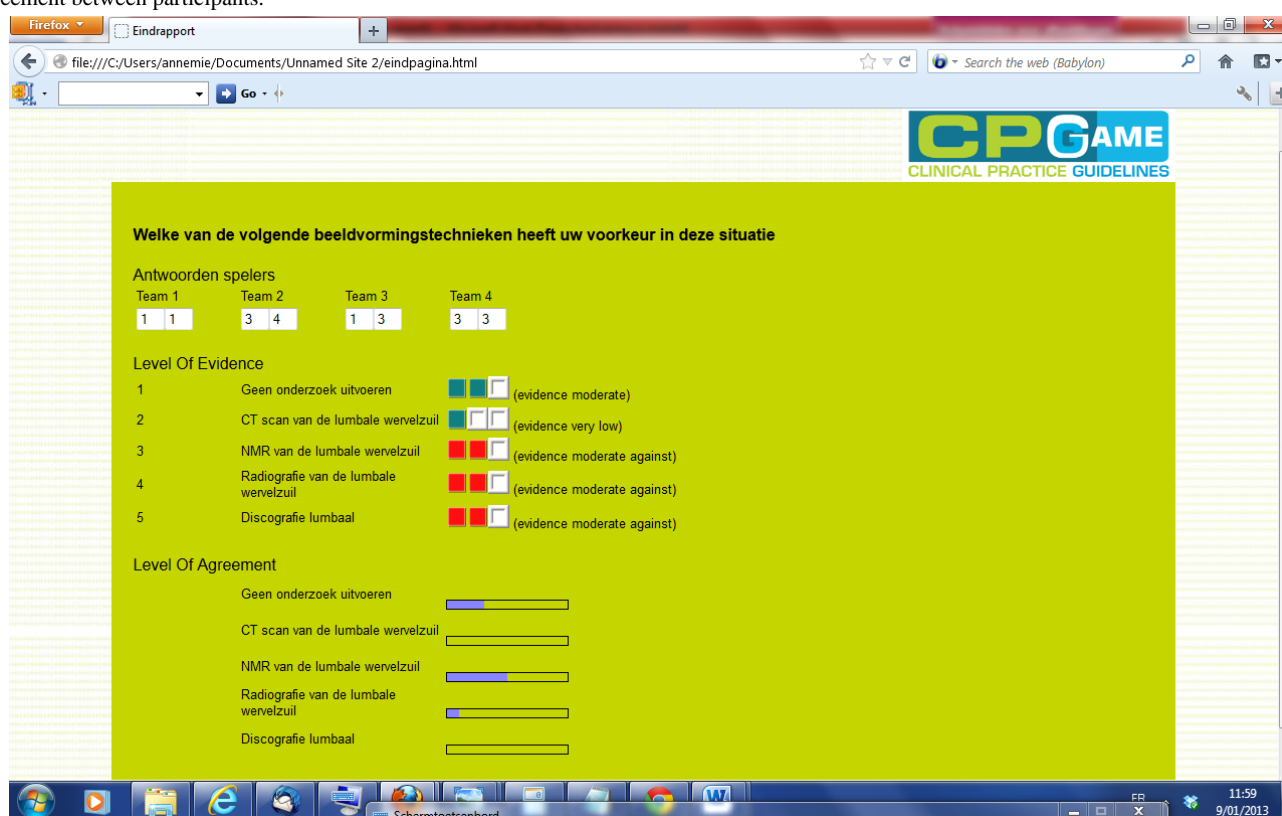 cement between participants.
Firefox
Eindrapport
file:///C:/Users/annemie/Documents/Unnamed Site 2/eindpagina.html
Search the web (Babylon)
Go
CPGAME
CLINICAL PRACTICE GUIDELINES
Welke van de volgende beeldvormingstechnieken heeft uw voorkeur in deze situatie
Antwoorden spelers
Team 1 Team 2 Team 3 Team 4
1 1 3 4 1 3 3 3
Level Of Evidence
1 Geen onderzoek uitvoeren (evidence moderate)
2 CT scan van de lumbale wervelzuil (evidence very low)
3 NMR van de lumbale wervelzuil (evidence moderate against)
4 Radiografie van de lumbale
wervelzuil (evidence moderate against)
5 Discografie lumbaal (evidence moderate against)
Level Of Agreement
Geen onderzoek uitvoeren
CT scan van de lumbale wervelzuil
NMR van de lumbale wervelzuil
Radiografie van de lumbale
wervelzuil
Discografie lumbaal
FR
11:59
9/01/2013